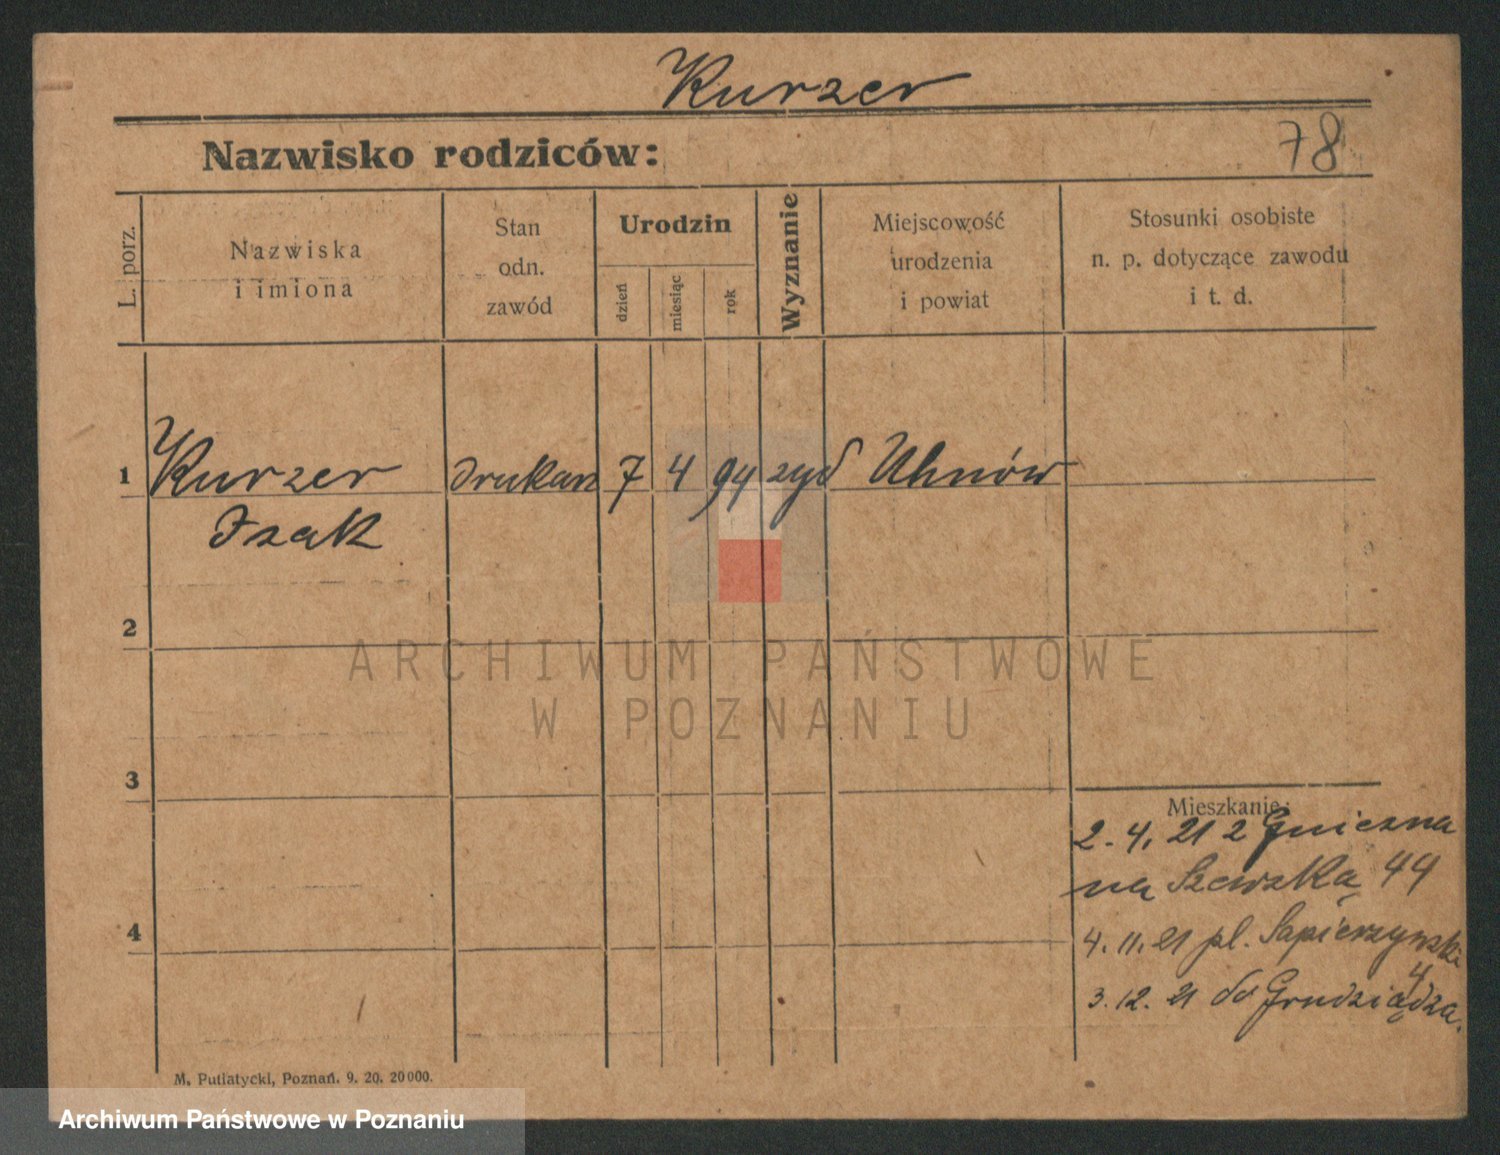 Kurzer
Nazwisko rodziców:
78
L. porz.
Nazwiska
i imiona
Stan
odn.
zawód
Urodzin
dzień
miesiąc
rok
Wyznanie
Miejscowość
urodzenia
i powiat
Stosunki osobiste
n. p. dotyczące zawodu
i t. d.
1
Kurzer drukarz 7 4 94 żyd Uhnów
Izak
2
3
4
Mieszkanie:
2. 4. 21 z Gniezna
na Szewską 44
4. 11. 21 pl. Sapierzynski
4
3. 12. 21 do Grudziądza.
M. Putiatycki, Poznań. 9. 20. 20000.
ARCHIWUM PAŃSTWOWE
W POZNANIU
Archiwum Państwowe w Poznaniu